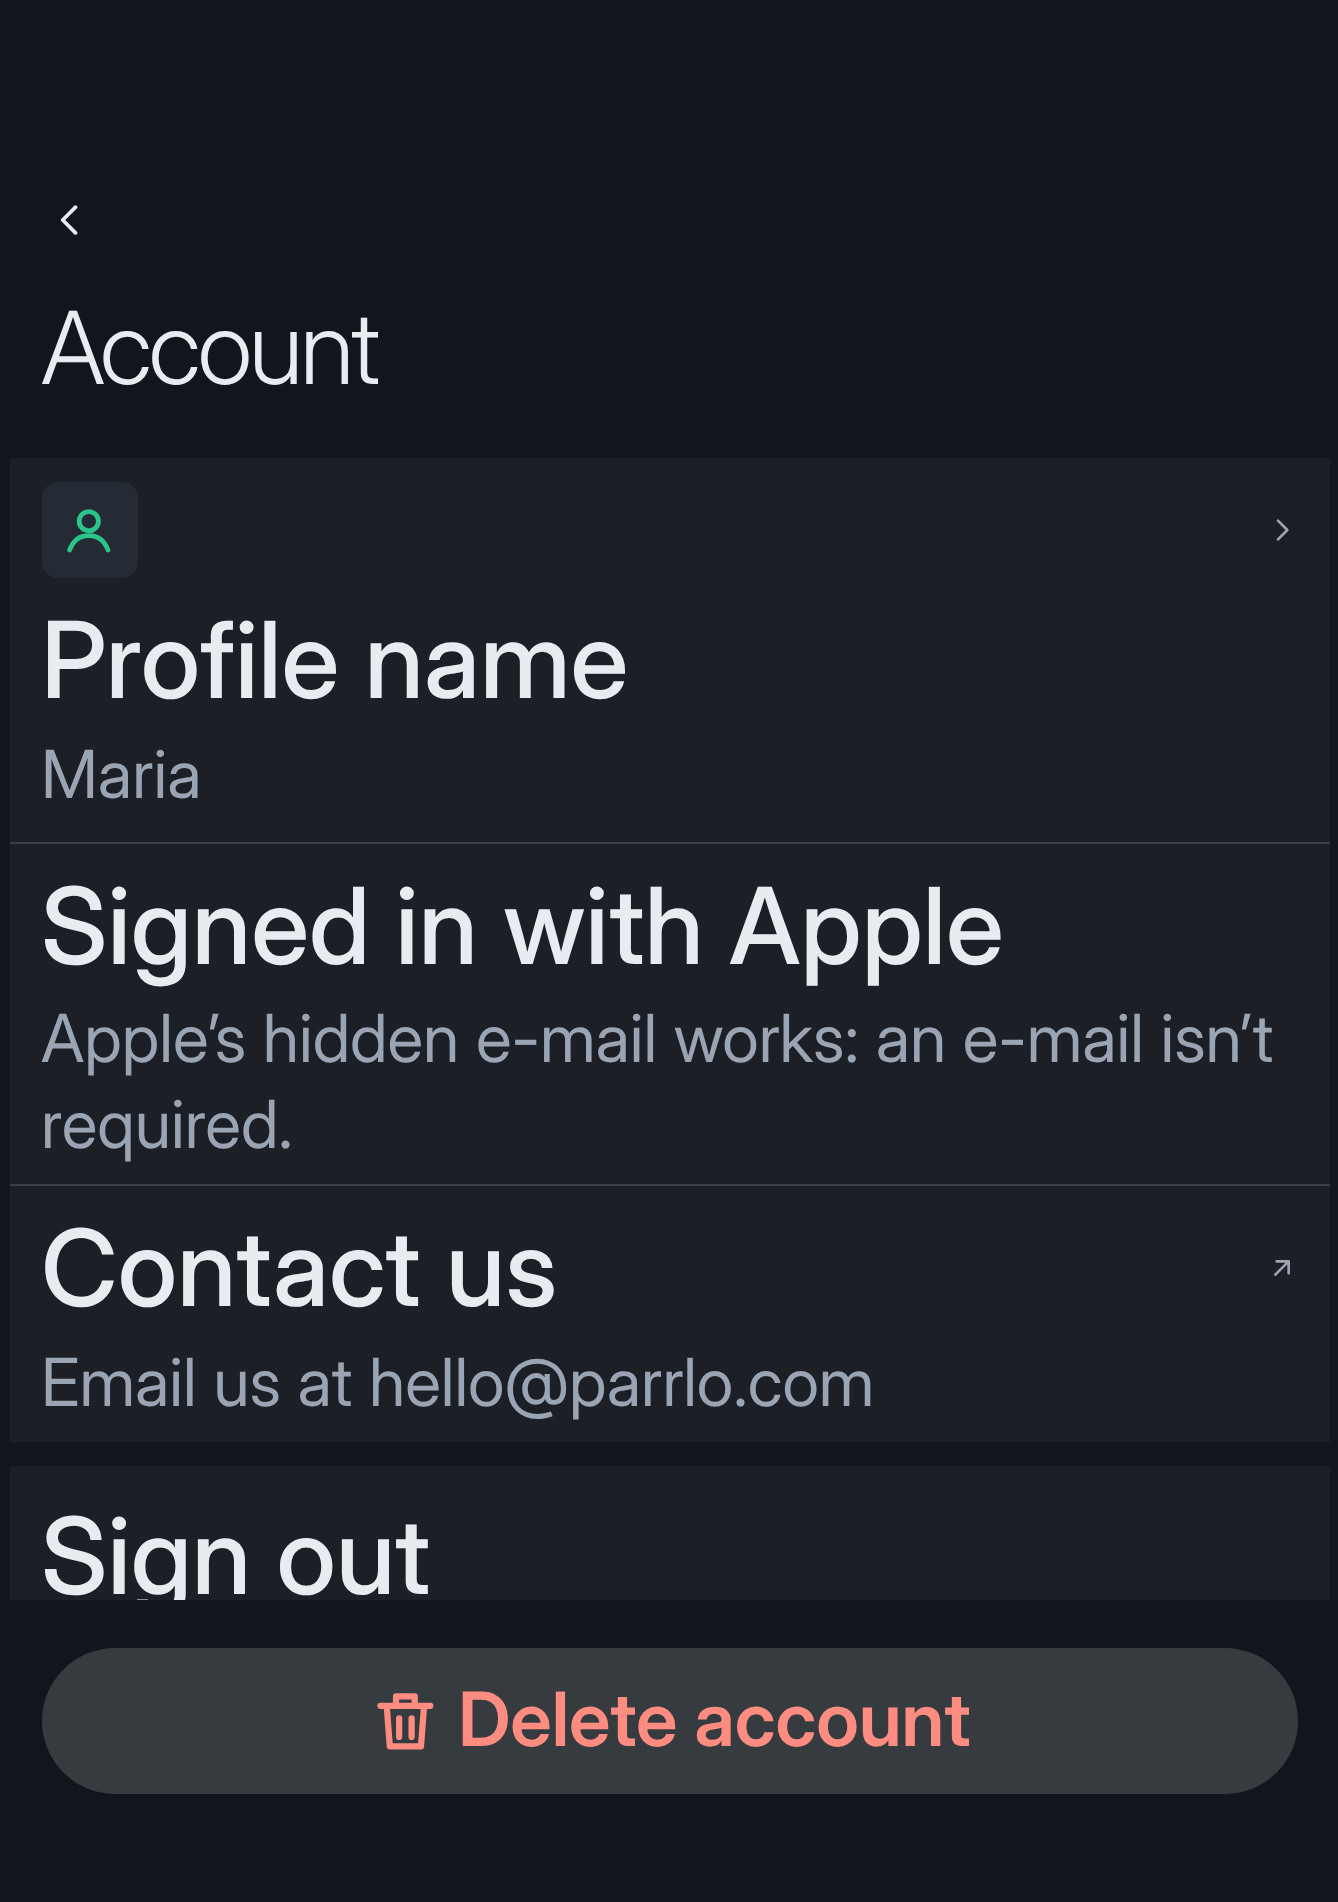 Account
Profile name
Maria
Signed in with Apple
Apple’s hidden e-mail works: an e-mail isn’t
required.
Contact us
Email us at hello@parrlo.com
Sign out
Delete account